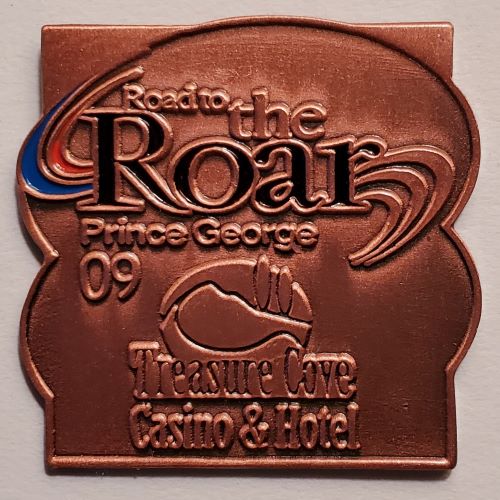 Road to
the
Roar
Prince George
09
Treasure Cove
Casino & Hotel